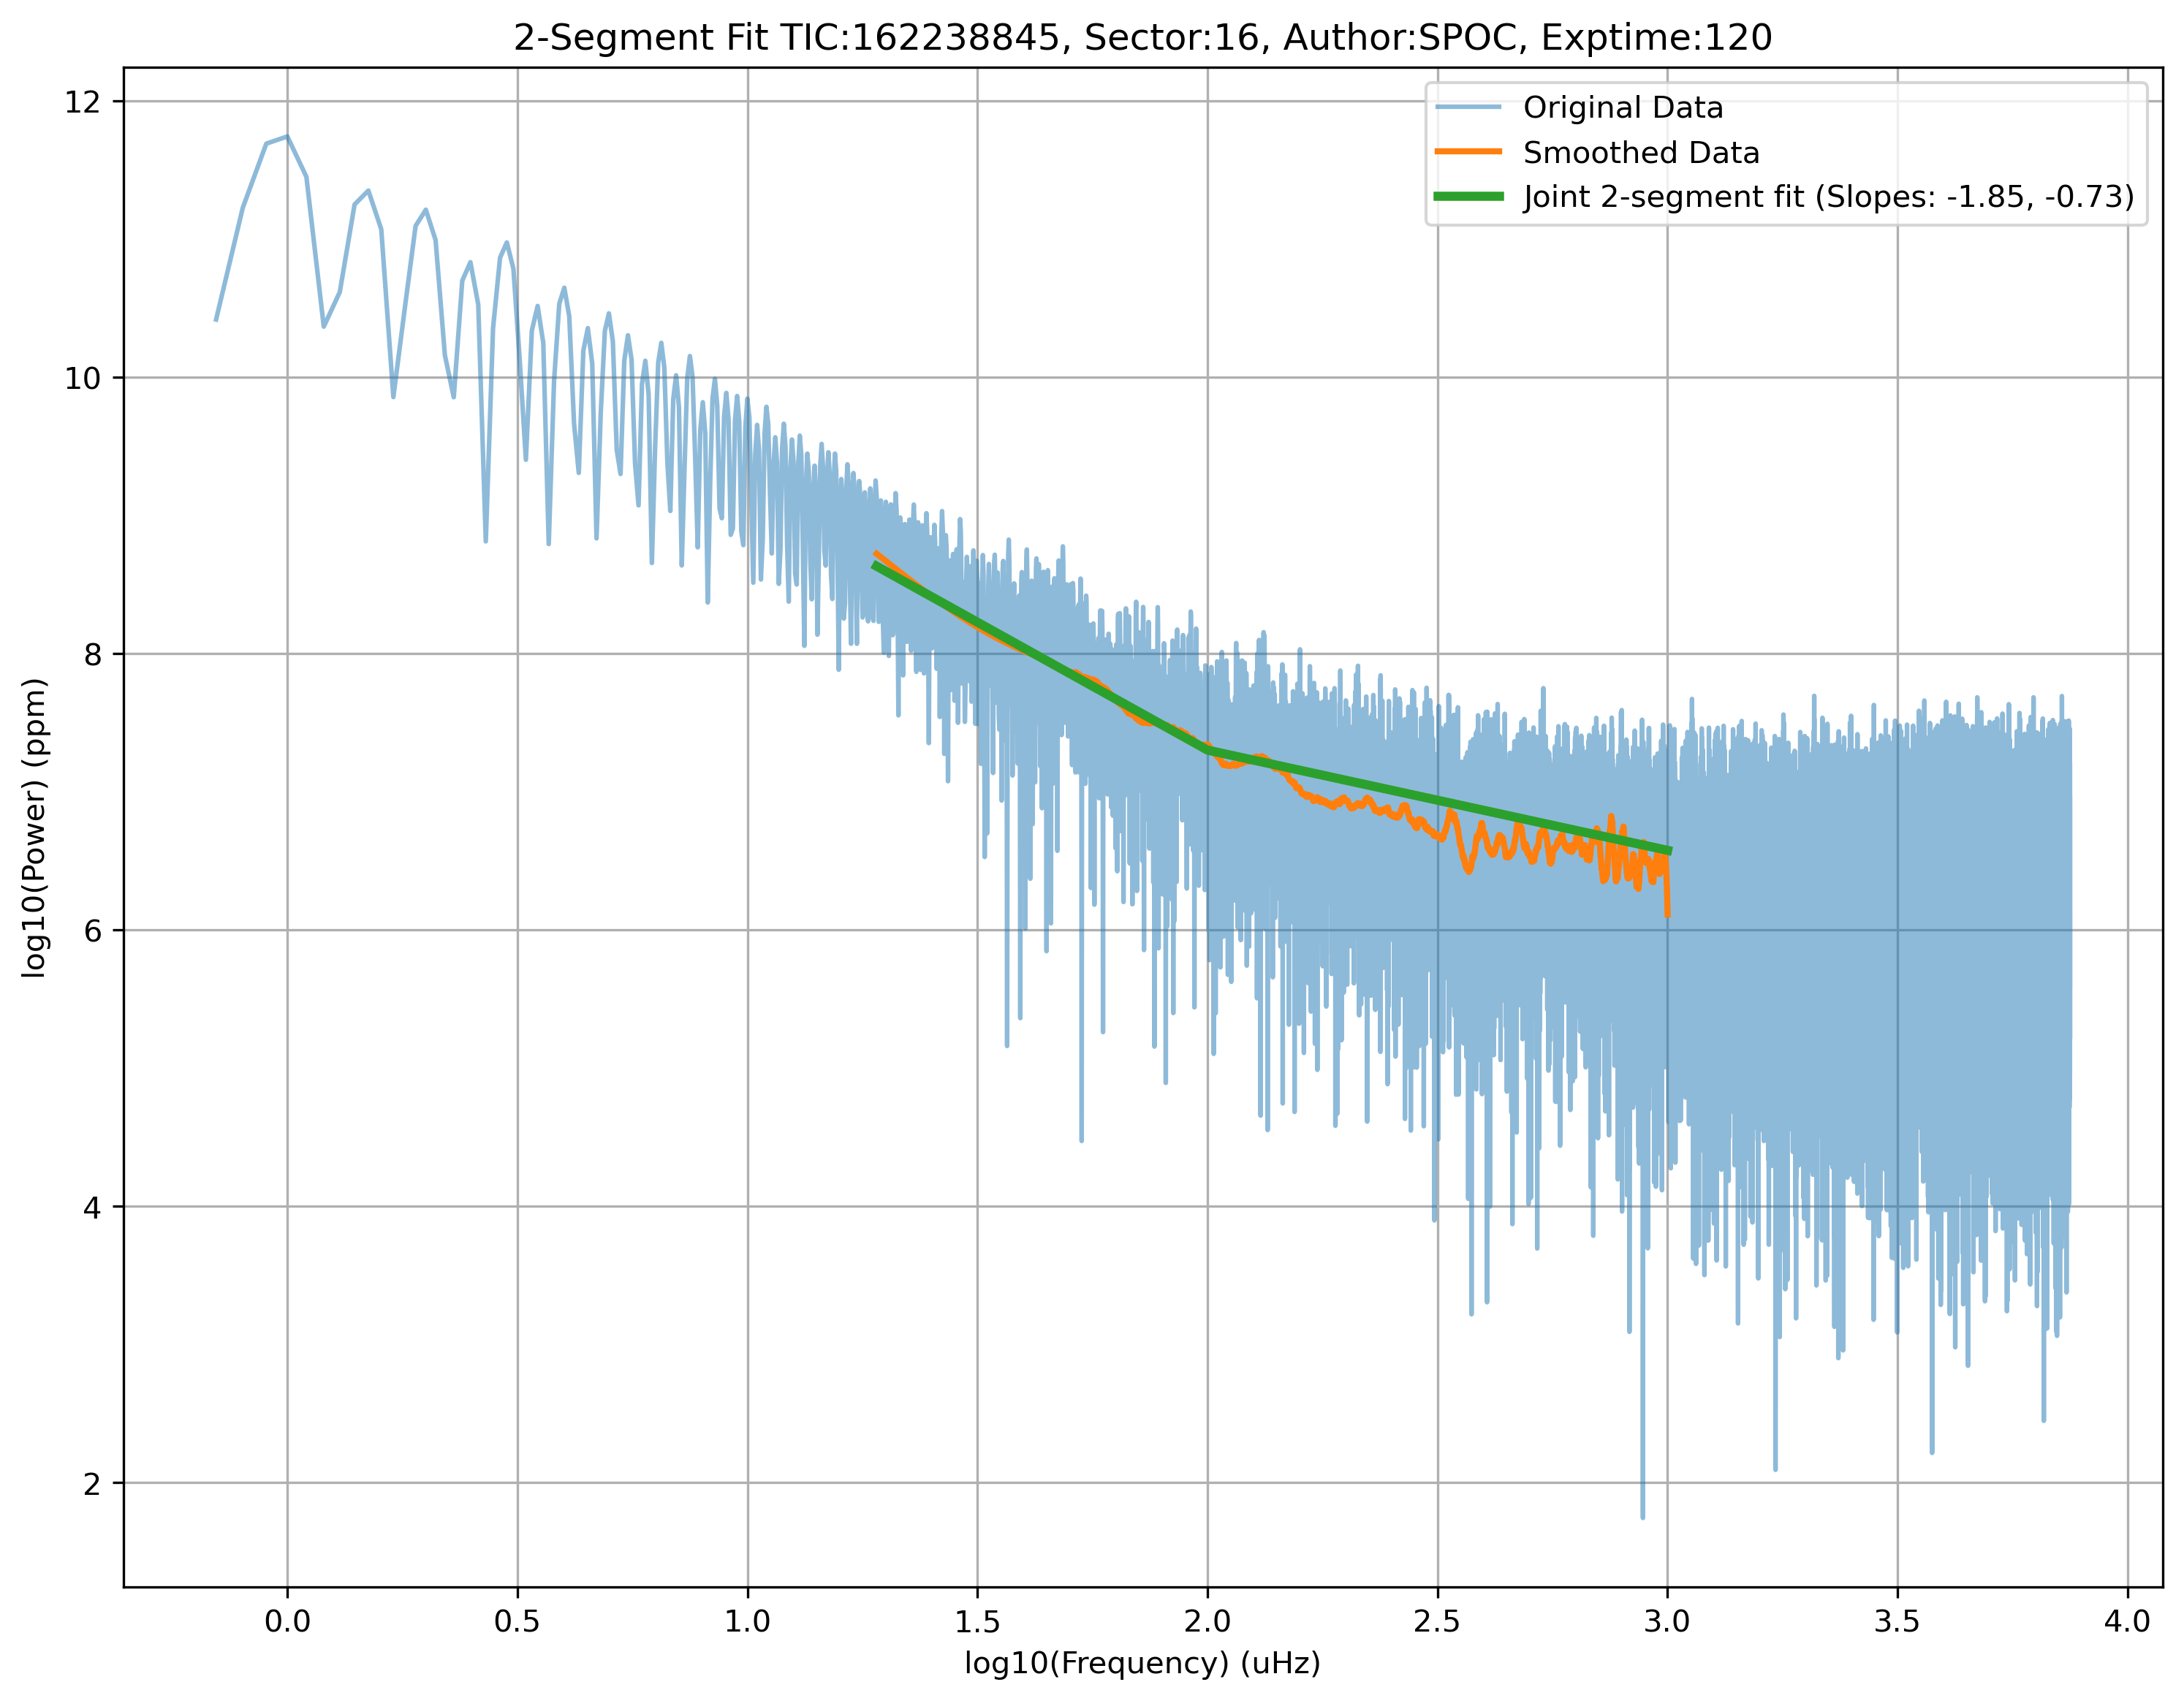 2-Segment Fit TIC:162238845, Sector:16, Author:SPOC, Exptime:120
Original Data
Smoothed Data
Joint 2-segment fit (Slopes: -1.85, -0.73)
log10(Power) (ppm)
12
10
8
6
4
2
0.0 0.5 1.0 1.5 2.0 2.5 3.0 3.5 4.0
log10(Frequency) (uHz)